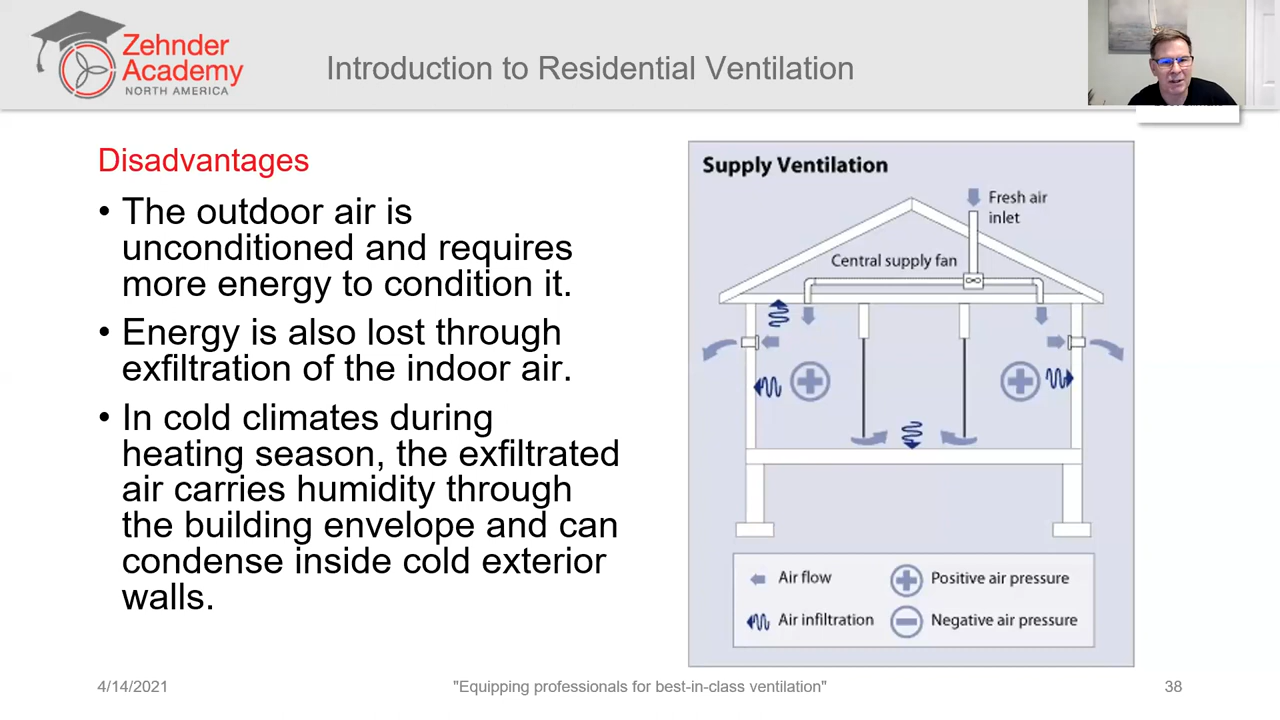 Zehnder
Academy
NORTH AMERICA
Introduction to Residential Ventilation
Disadvantages
• The outdoor air is
unconditioned and requires
more energy to condition it.
• Energy is also lost through
exfiltration of the indoor air.
• In cold climates during
heating season, the exfiltrated
air carries humidity through
the building envelope and can
condense inside cold exterior
walls.
Supply Ventilation
Fresh air
inlet
Central supply fan
Air flow
Positive air pressure
Air infiltration
Negative air pressure
4/14/2021
"Equipping professionals for best-in-class ventilation"
38